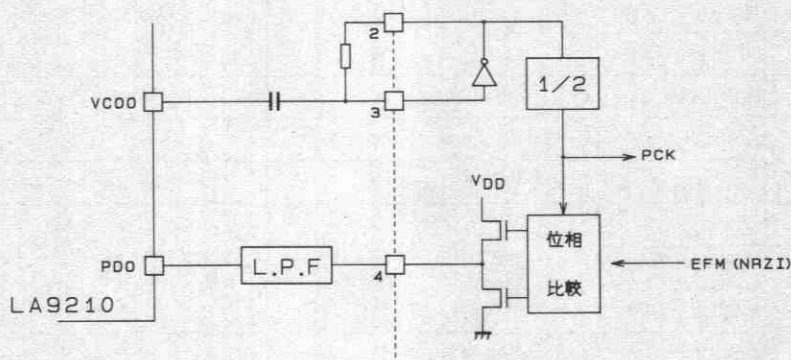 2
VCOO
3
1/2
PCK
VDD
位相
比較
EFM (NRZI)
PDO
L.P.F
4
LA9210